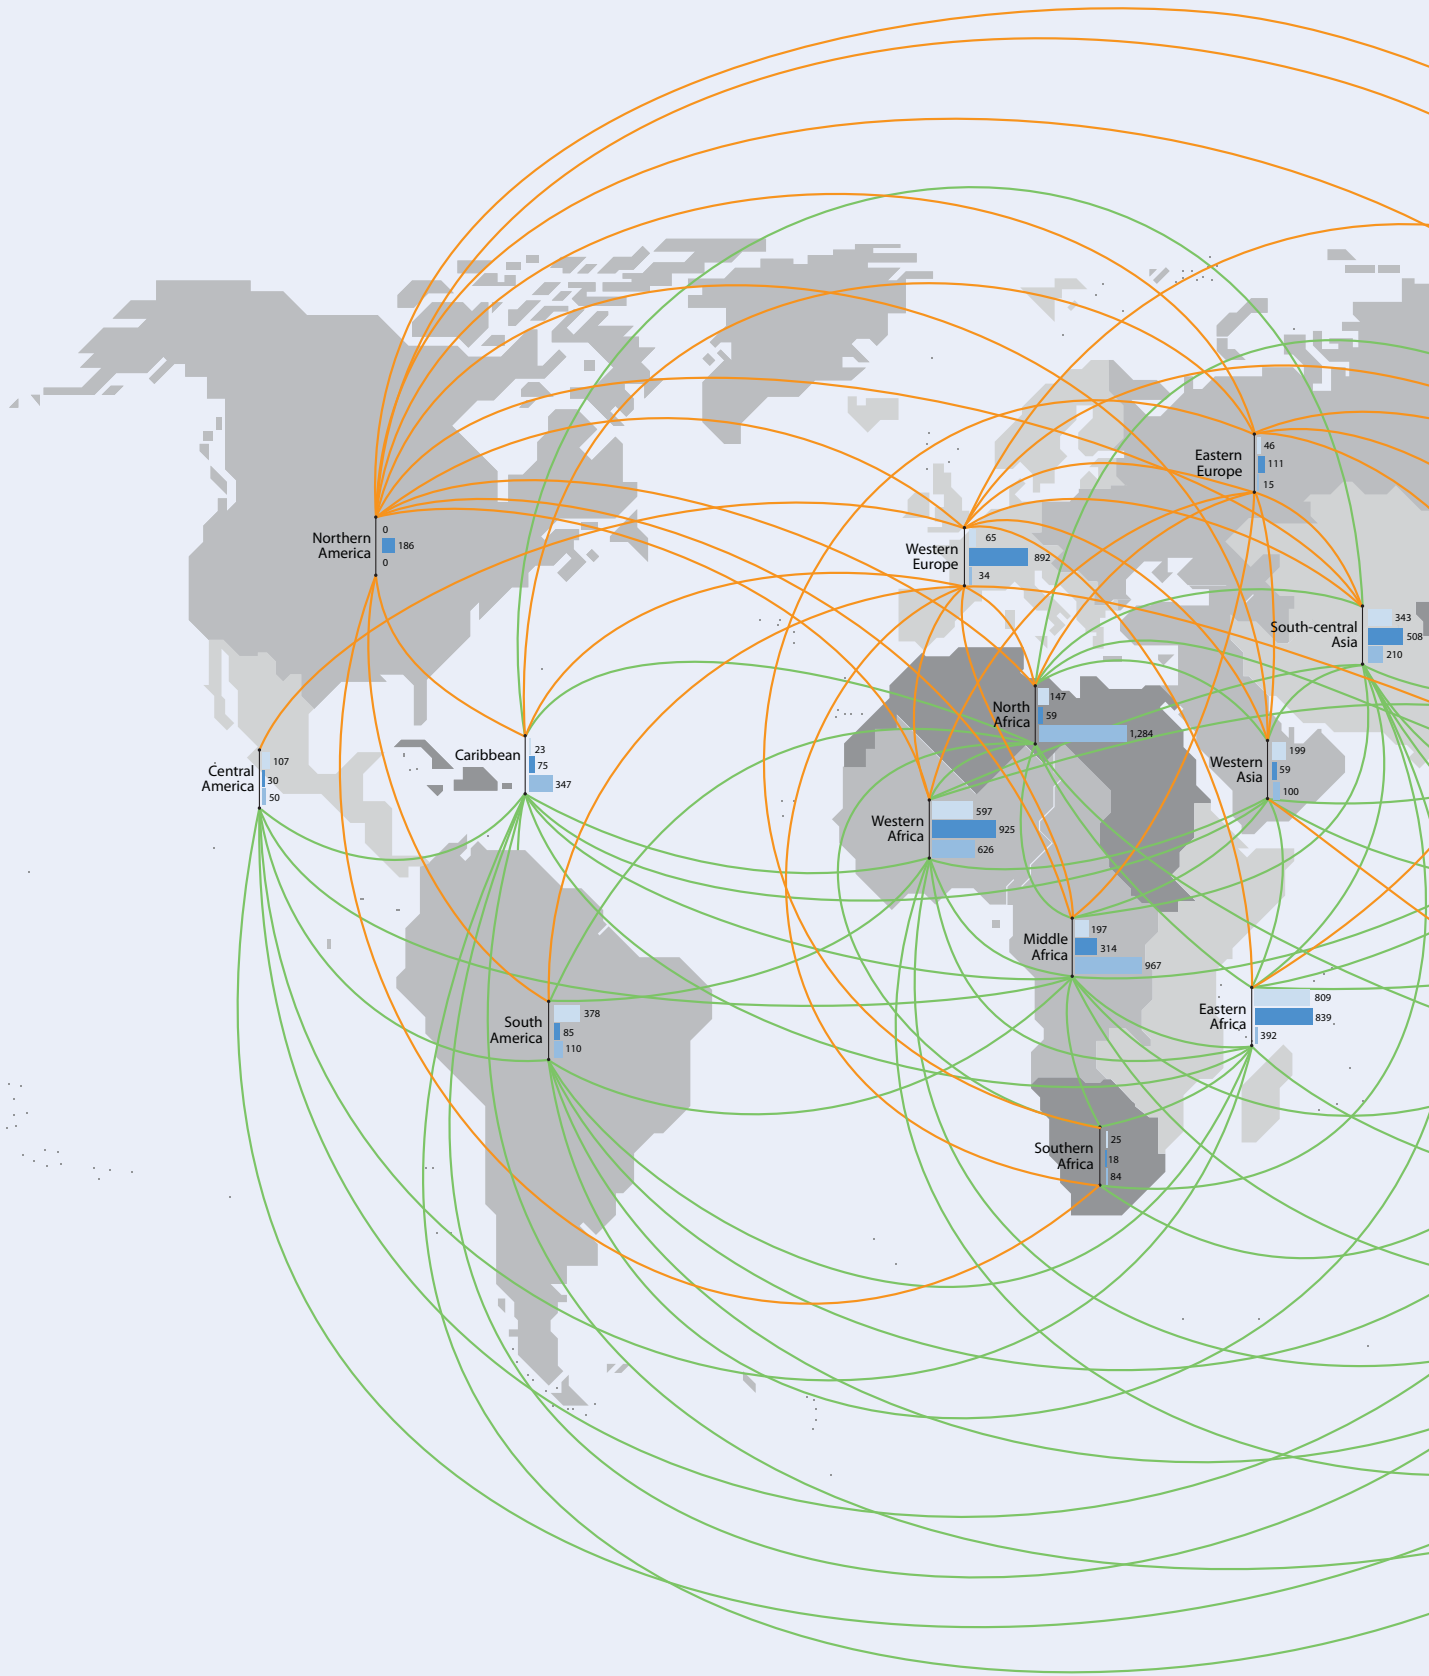 Eastern
Europe
46
111
15
Northern
America
0
186
0
Western
Europe
65
892
34
South-central
Asia
343
508
210
North
Africa
147
59
1,284
Caribbean
23
75
347
Central
America
107
30
50
Western
Asia
199
59
100
Western
Africa
597
925
626
Middle
Africa
197
314
967
South
America
378
85
110
Eastern
Africa
809
839
392
Southern
Africa
25
18
84